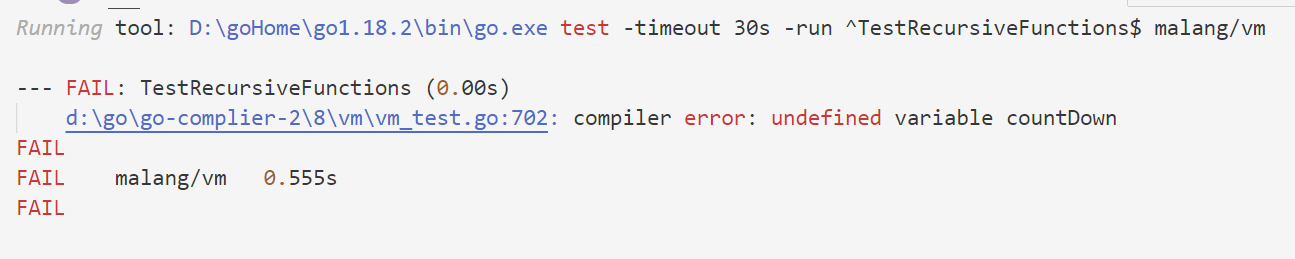 Running tool: D:\goHome\go1.18.2\bin\go.exe test -timeout 30s -run ^TestRecursiveFunctions$ malang/vm
--- FAIL: TestRecursiveFunctions (0.00s)
d:\go\go-complier-2\8\vm\vm_test.go:702: compiler error: undefined variable countDown
FAIL
FAIL malang/vm 0.555s
FAIL